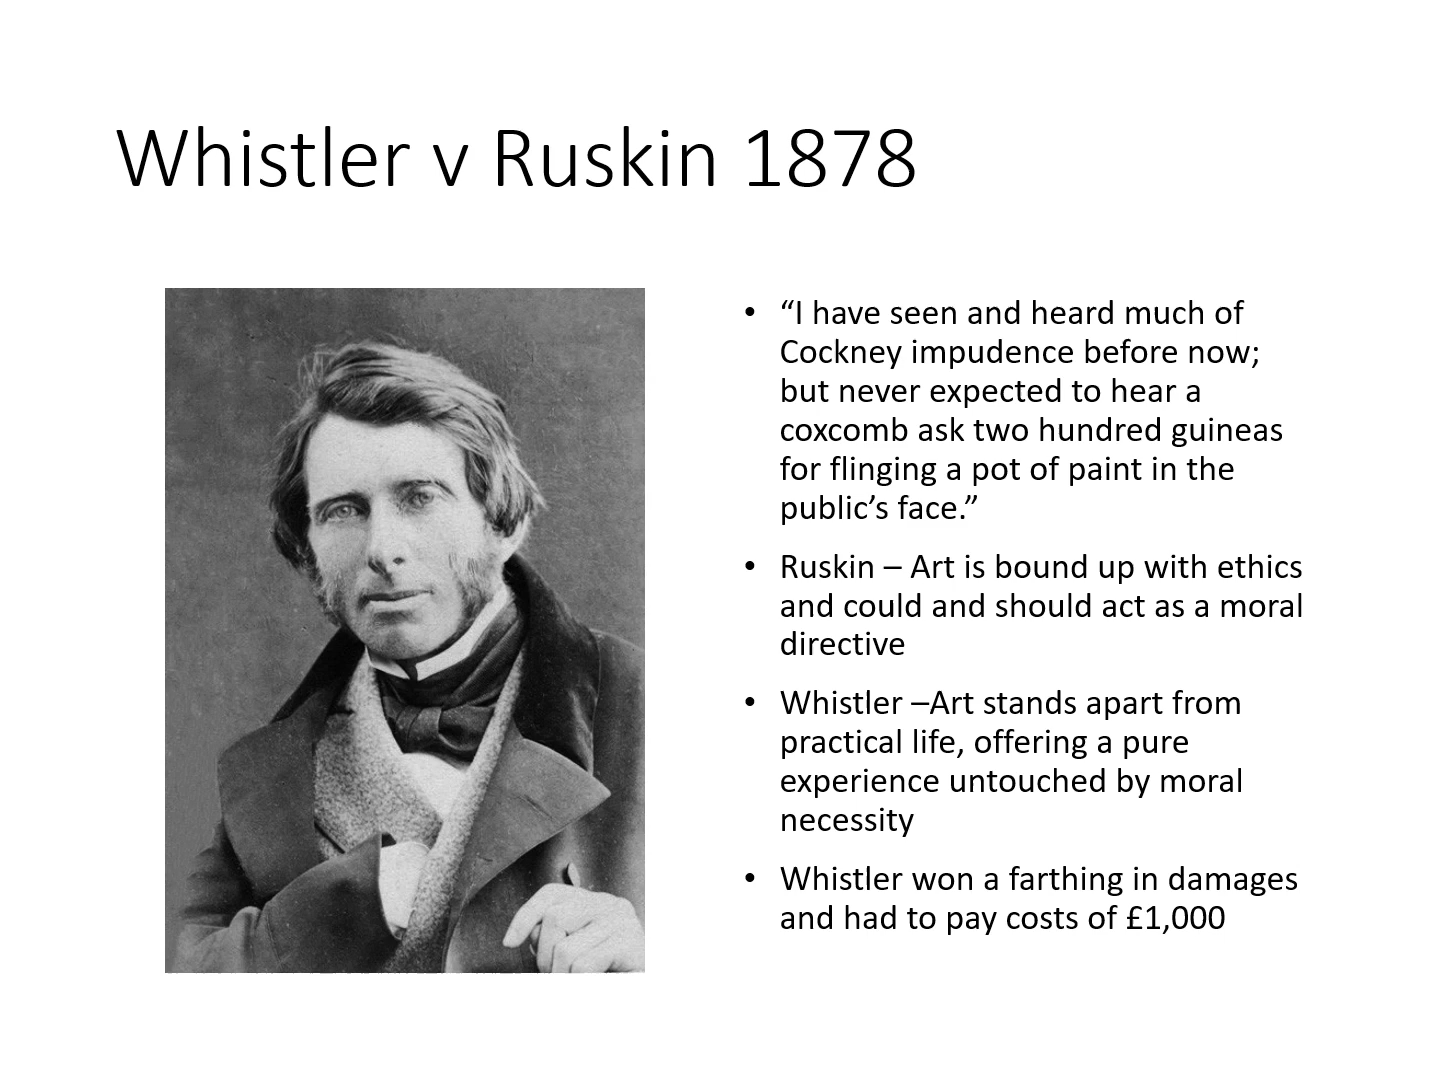 Whistler v Ruskin 1878
• “I have seen and heard much of
Cockney impudence before now;
but never expected to hear a
coxcomb ask two hundred guineas
for flinging a pot of paint in the
public’s face.”
• Ruskin – Art is bound up with ethics
and could and should act as a moral
directive
• Whistler –Art stands apart from
practical life, offering a pure
experience untouched by moral
necessity
• Whistler won a farthing in damages
and had to pay costs of £1,000